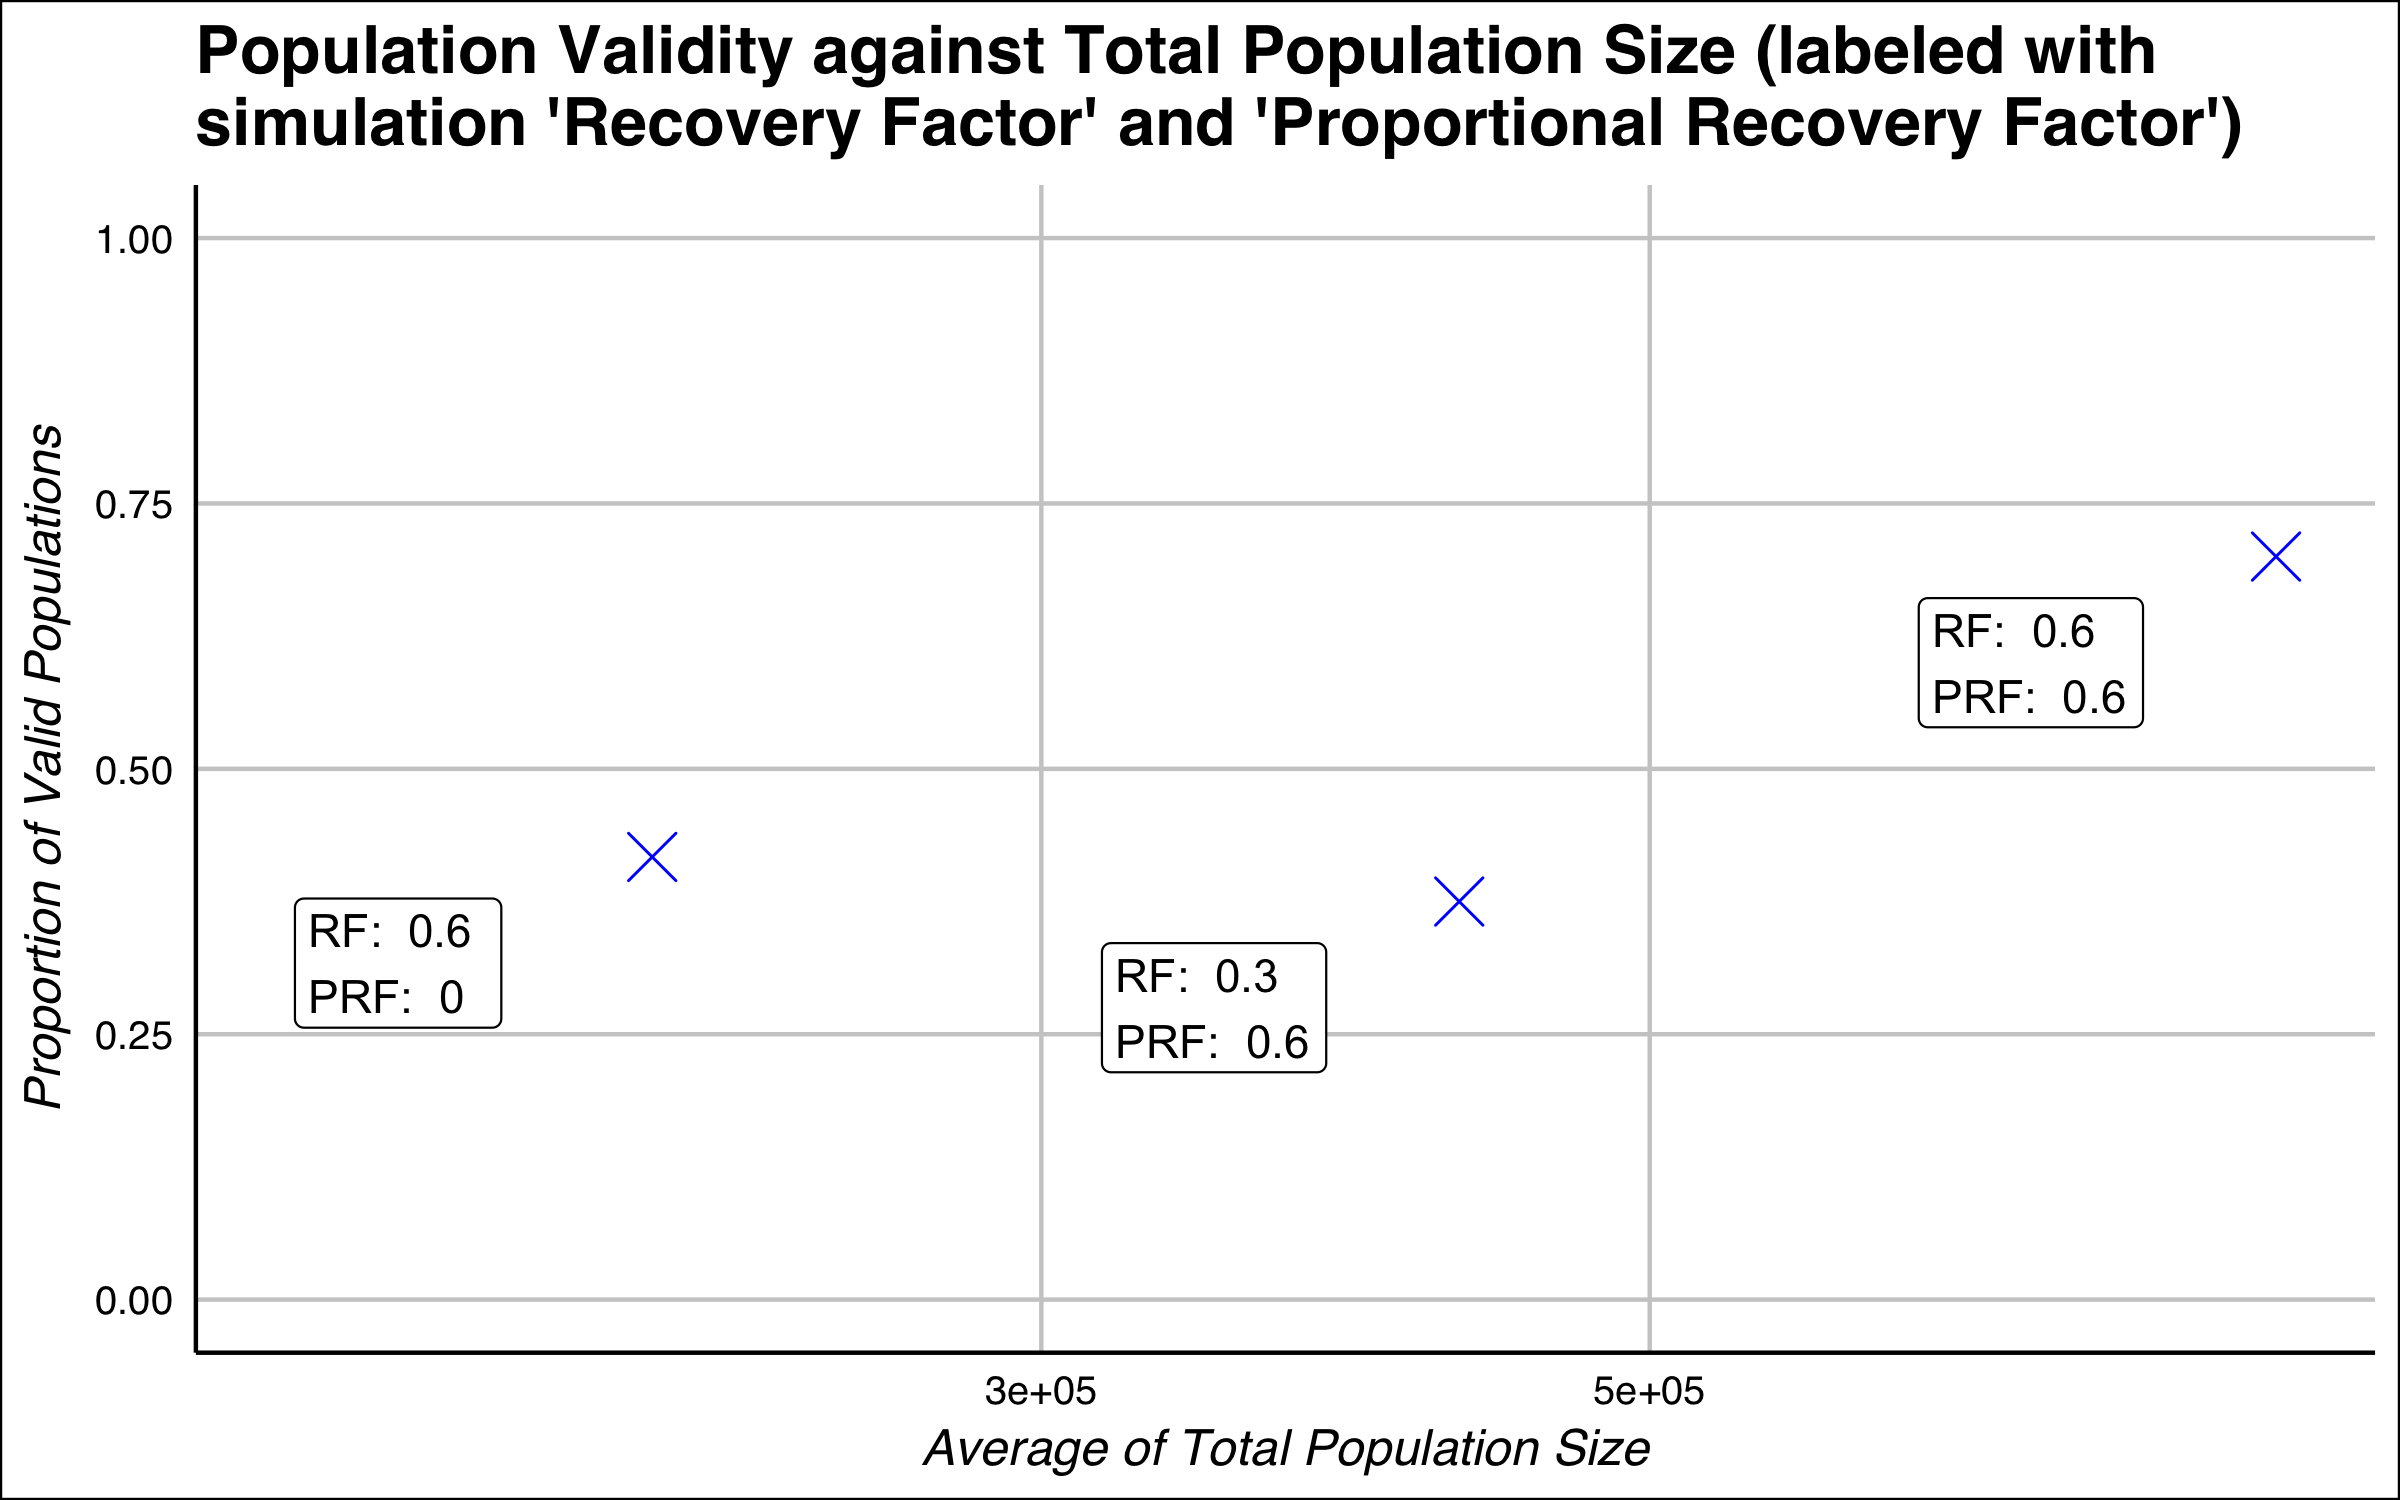 Population Validity against Total Population Size (labeled with
simulation 'Recovery Factor' and 'Proportional Recovery Factor')
Proportion of Valid Populations
1.00
0.75
0.50
0.25
0.00
RF: 0.6
PRF: 0
RF: 0.3
PRF: 0.6
RF: 0.6
PRF: 0.6
3e+05
5e+05
Average of Total Population Size